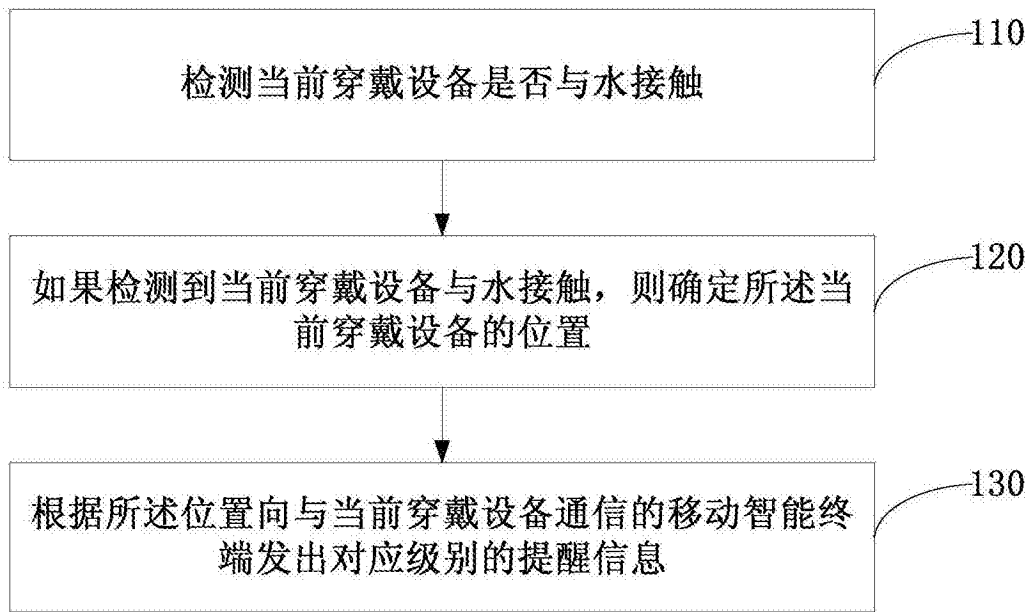 110
检测当前穿戴设备是否与水接触
120
如果检测到当前穿戴设备与水接触，则确定所述当
前穿戴设备的位置
130
根据所述位置向与当前穿戴设备通信的移动智能终
端发出对应级别的提醒信息